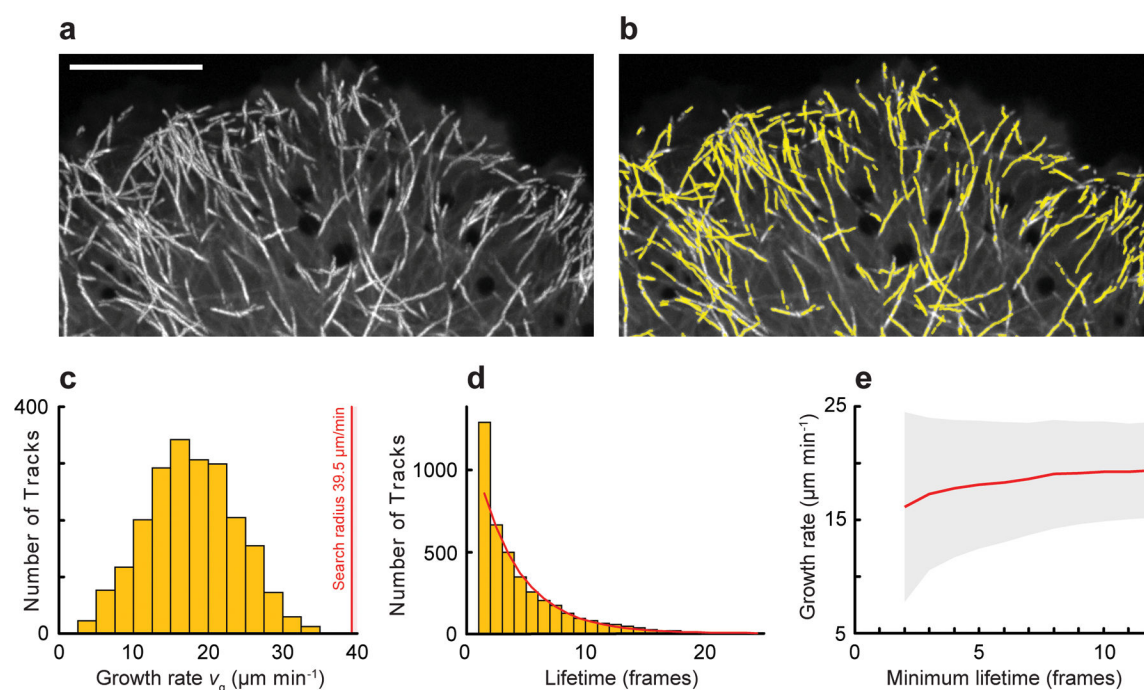 a
b
c
400
Number of Tracks
0
0
10
20
30
40
Search radius 39.5 µm/min
Growth rate vg (µm min⁻¹)
d
1000
500
0
Number of Tracks
0
10
20
Lifetime (frames)
e
25
15
5
Growth rate (µm min⁻¹)
0
5
10
Minimum lifetime (frames)